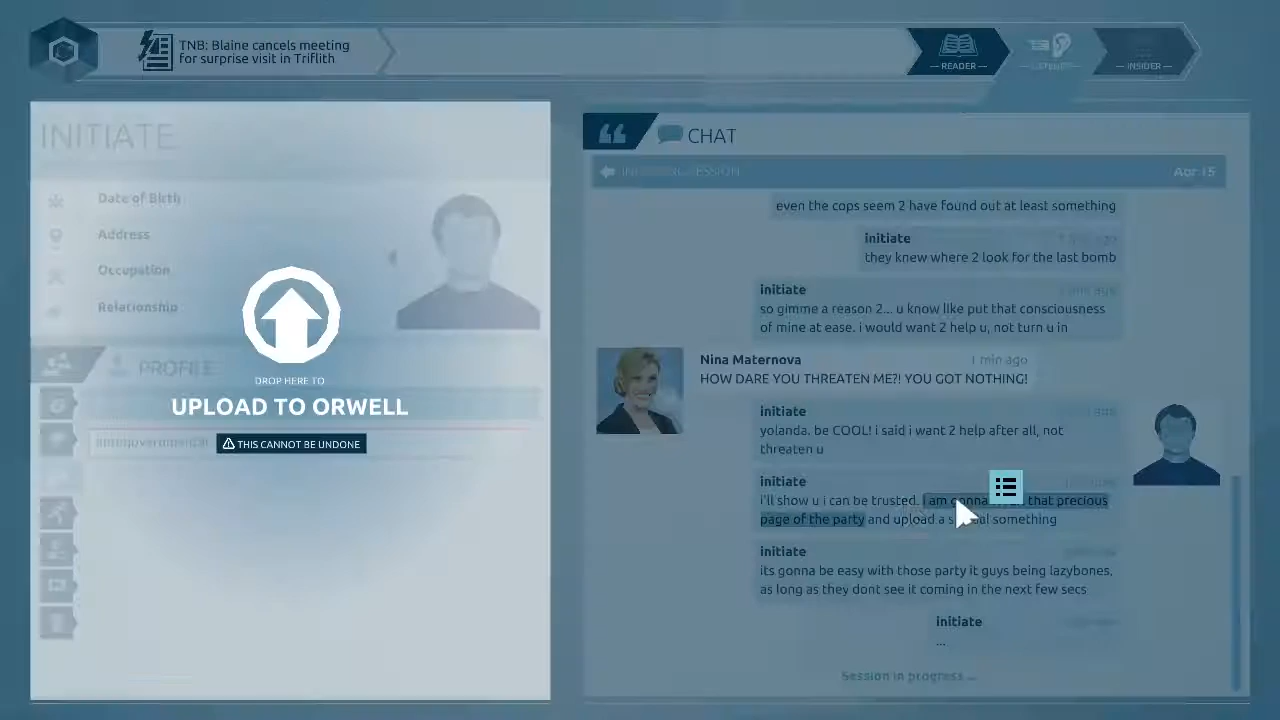 TNB: Blaine cancels meeting
for surprise visit in Triflith
— READER —
— LISTENER —
— INSIDER —
INITIATE
Date of Birth
Address
Occupation
Relationship
PROFILE
DROP HERE TO
UPLOAD TO ORWELL
THIS CANNOT BE UNDONE
CHAT
SESSION
Apr 15
even the cops seem 2 have found out at least something
initiate
they knew where 2 look for the last bomb
initiate
so gimme a reason 2... u know like put that consciousness
of mine at ease. i would want 2 help u, not turn u in
Nina Maternova
1 min ago
HOW DARE YOU THREATEN ME?! YOU GOT NOTHING!
initiate
yolanda. be COOL! i said i want 2 help after all, not
threaten u
initiate
i'll show u i can be trusted. i am gonna that precious
page of the party and upload a something
initiate
its gonna be easy with those party it guys being lazybones,
as long as they dont see it coming in the next few secs
initiate
...
Session in progress ...